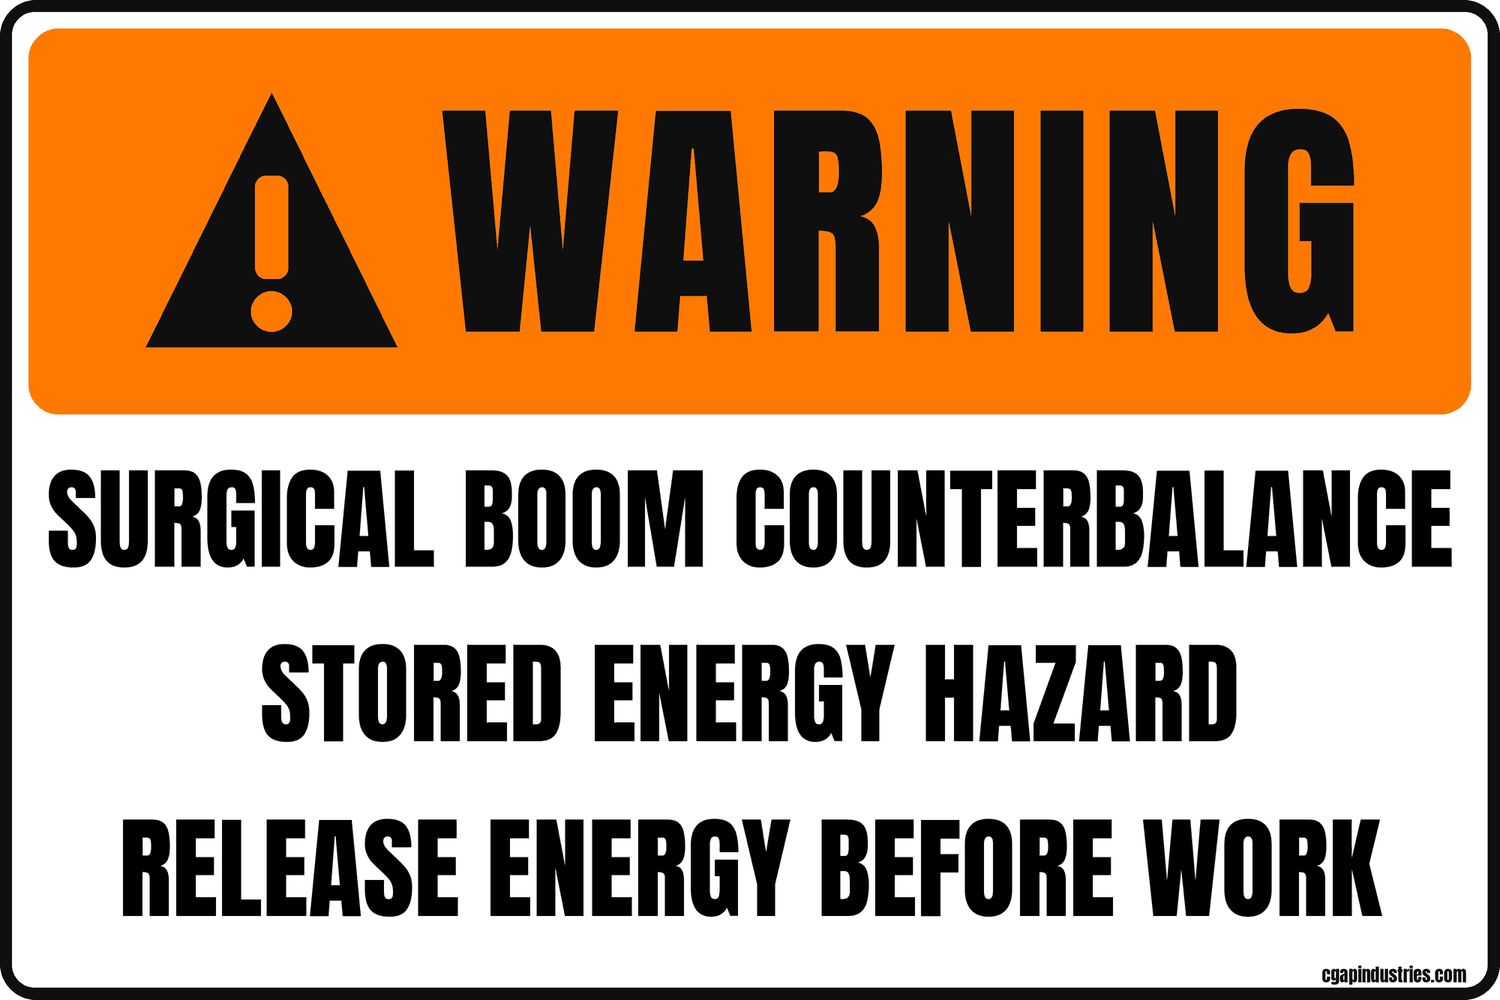 WARNING
SURGICAL BOOM COUNTERBALANCE
STORED ENERGY HAZARD
RELEASE ENERGY BEFORE WORK
cgapindustries.com